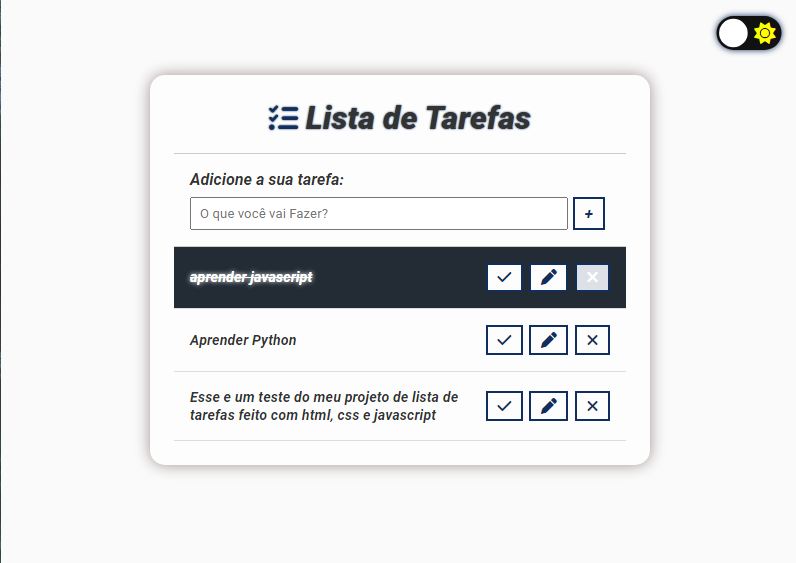 Lista de Tarefas
Adicione a sua tarefa:
O que você vai Fazer?
+
aprender javascript
Aprender Python
Esse e um teste do meu projeto de lista de
tarefas feito com html, css e javascript